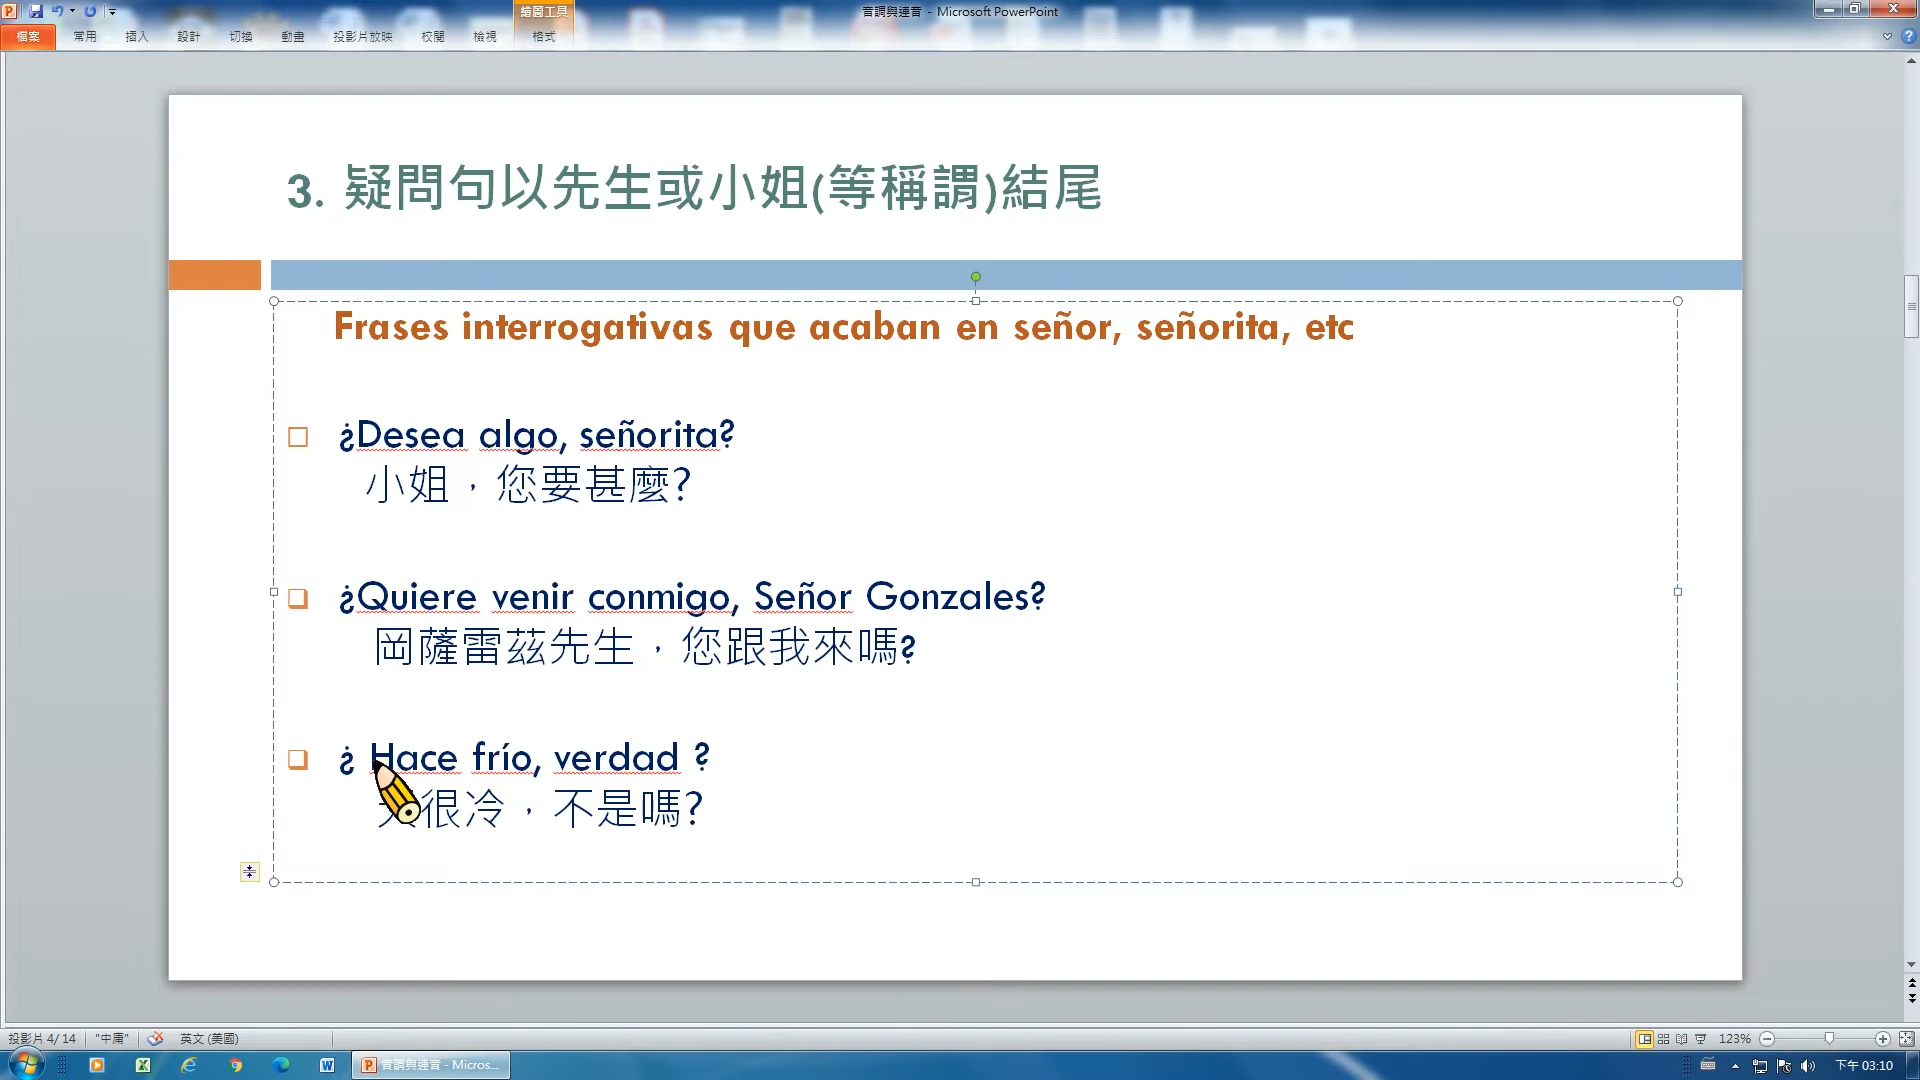 音調與連音 - Microsoft PowerPoint
繪圖工具
檔案 常用 插入 設計 切換 動畫 投影片放映 校閱 檢視 格式
3. 疑問句以先生或小姐(等稱謂)結尾
Frases interrogativas que acaban en señor, señorita, etc
¿Desea algo, señorita?
小姐，您要甚麼?
¿Quiere venir conmigo, Señor Gonzales?
岡薩雷茲先生，您跟我來嗎?
¿ Hace frío, verdad ?
很冷，不是嗎?
投影片 4/14 "中庸" 英文 (美國) 123%
音調與連音 - Micros... 下午 03:10